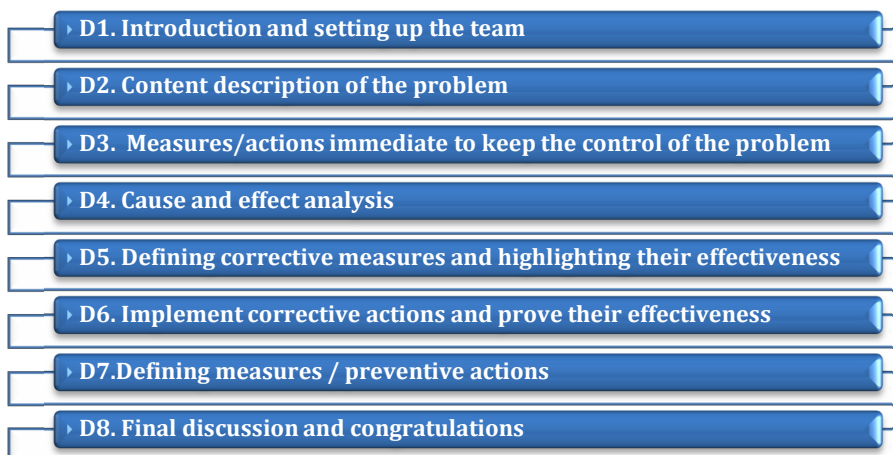 D1. Introduction and setting up the team
D2. Content description of the problem
D3. Measures/actions immediate to keep the control of the problem
D4. Cause and effect analysis
D5. Defining corrective measures and highlighting their effectiveness
D6. Implement corrective actions and prove their effectiveness
D7.Defining measures / preventive actions
D8. Final discussion and congratulations